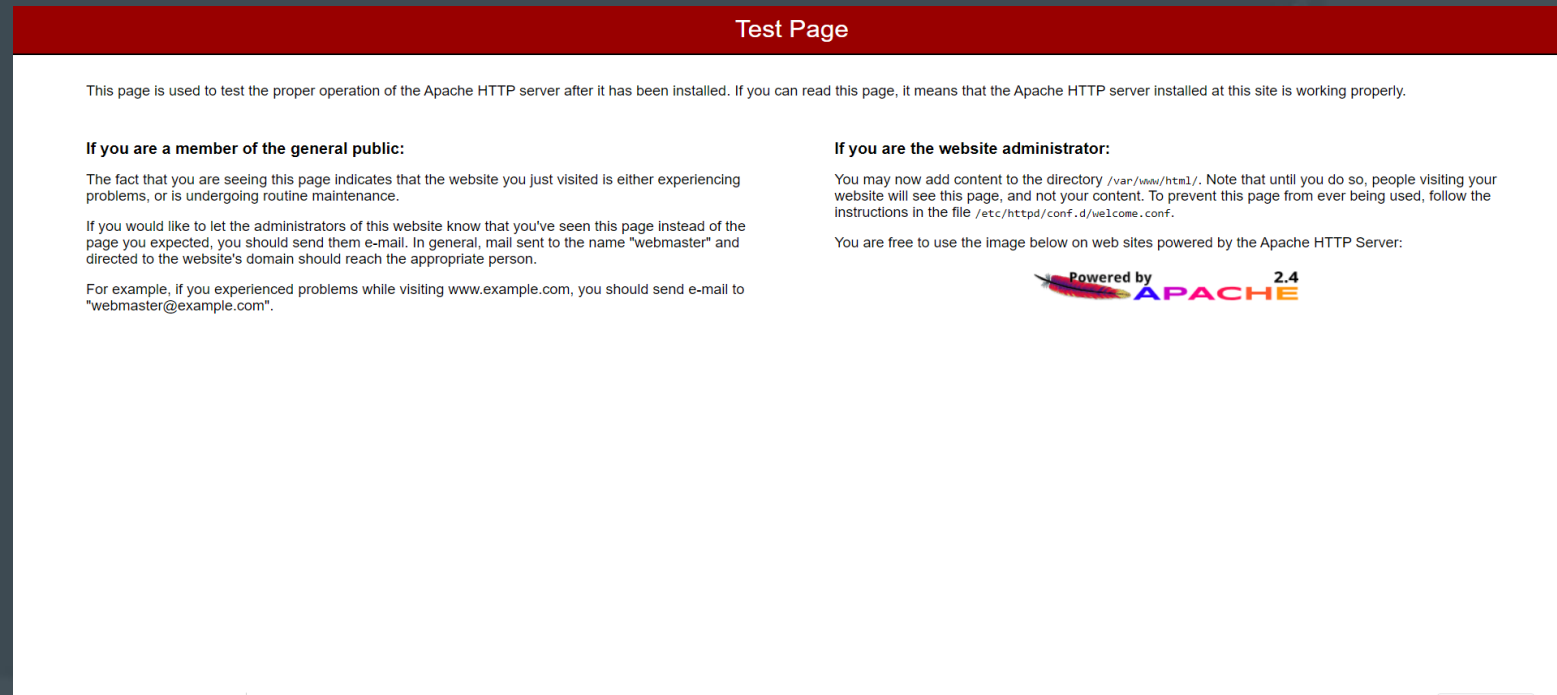 Test Page
This page is used to test the proper operation of the Apache HTTP server after it has been installed. If you can read this page, it means that the Apache HTTP server installed at this site is working properly.
If you are a member of the general public:
The fact that you are seeing this page indicates that the website you just visited is either experiencing
problems, or is undergoing routine maintenance.
If you would like to let the administrators of this website know that you've seen this page instead of the
page you expected, you should send them e-mail. In general, mail sent to the name "webmaster" and
directed to the website's domain should reach the appropriate person.
For example, if you experienced problems while visiting www.example.com, you should send e-mail to
"webmaster@example.com".
If you are the website administrator:
You may now add content to the directory /var/www/html/. Note that until you do so, people visiting your
website will see this page, and not your content. To prevent this page from ever being used, follow the
instructions in the file /etc/httpd/conf.d/welcome.conf.
You are free to use the image below on web sites powered by the Apache HTTP Server:
Powered by 2.4
APACHE